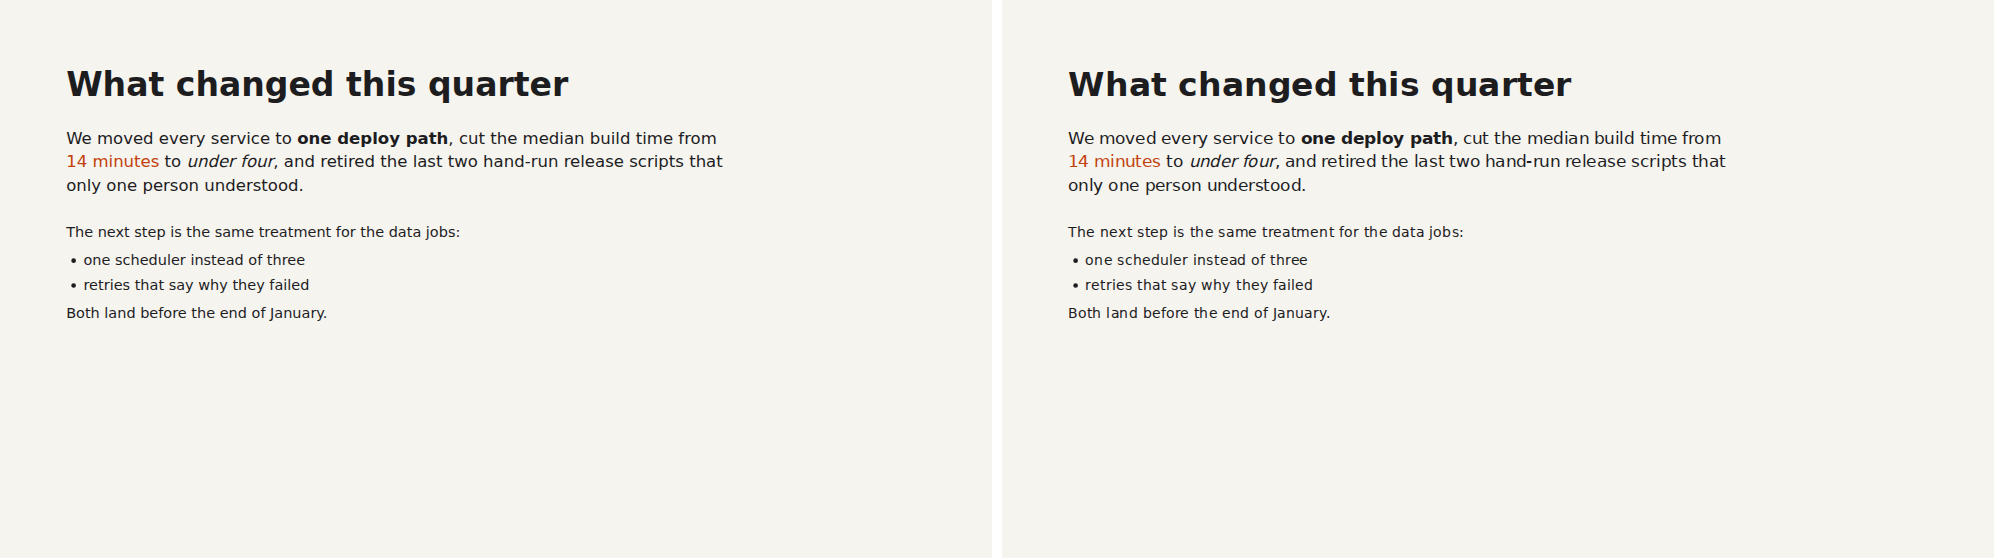 What changed this quarter
We moved every service to one deploy path, cut the median build time from
14 minutes to under four, and retired the last two hand-run release scripts that
only one person understood.
The next step is the same treatment for the data jobs:
• one scheduler instead of three
• retries that say why they failed
Both land before the end of January.
What changed this quarter
We moved every service to one deploy path, cut the median build time from
14 minutes to under four, and retired the last two hand-run release scripts that
only one person understood.
The next step is the same treatment for the data jobs:
• one scheduler instead of three
• retries that say why they failed
Both land before the end of January.